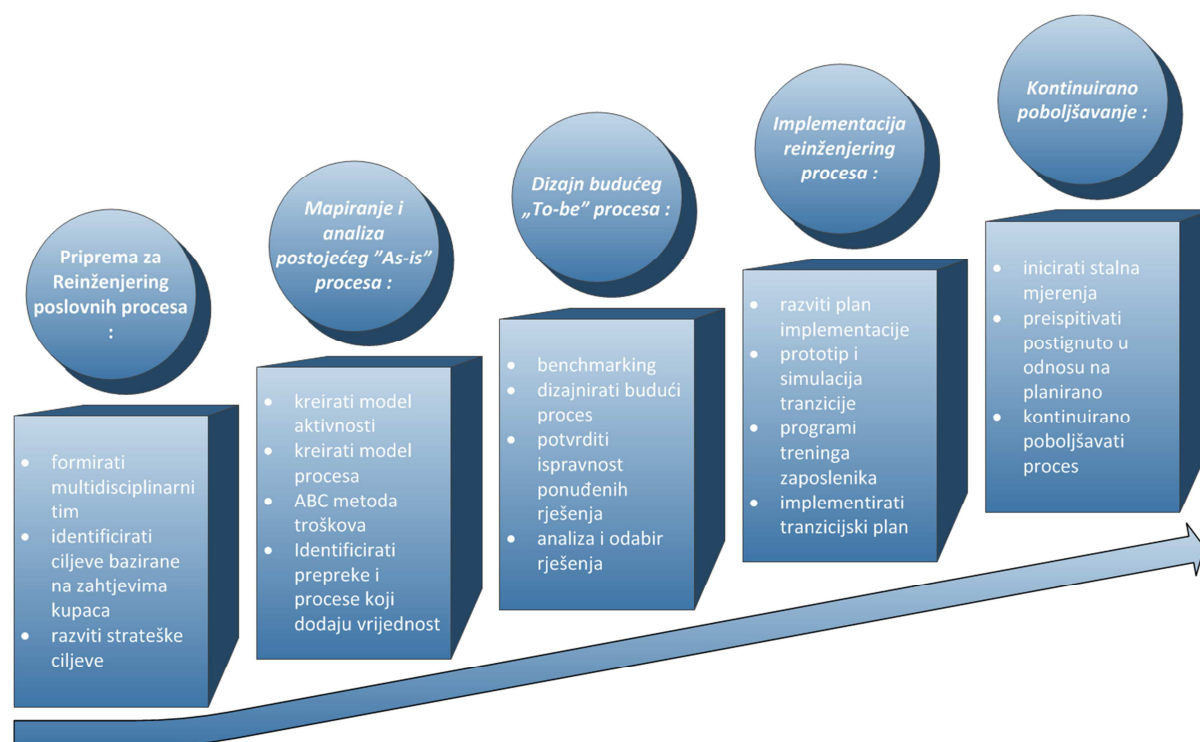 Priprema za
Reinženjering
poslovnih procesa
:
• formirati
multidisciplinarni
tim
• identificirati
ciljeve bazirane
na zahtjevima
kupaca
• razviti strateške
ciljeve
Mapiranje i
analiza
postojećeg ”As-is”
procesa :
• kreirati model
aktivnosti
• kreirati model
procesa
• ABC metoda
troškova
• Identificirati
prepreke i
procese koji
dodaju vrijednost
Dizajn budućeg
„To-be” procesa :
• benchmarking
• dizajnirati budući
proces
• potvrditi
ispravnost
ponuđenih
rješenja
• analiza i odabir
rješenja
Implementacija
reinženjering
procesa :
• razviti plan
implementacije
• prototip i
simulacija
tranzicije
• programi
treninga
zaposlenika
• implementirati
tranzicijski plan
Kontinuirano
poboljšavanje :
• inicirati stalna
mjerenja
• preispitivati
postignuto u
odnosu na
planirano
• kontinuirano
poboljšavati
proces